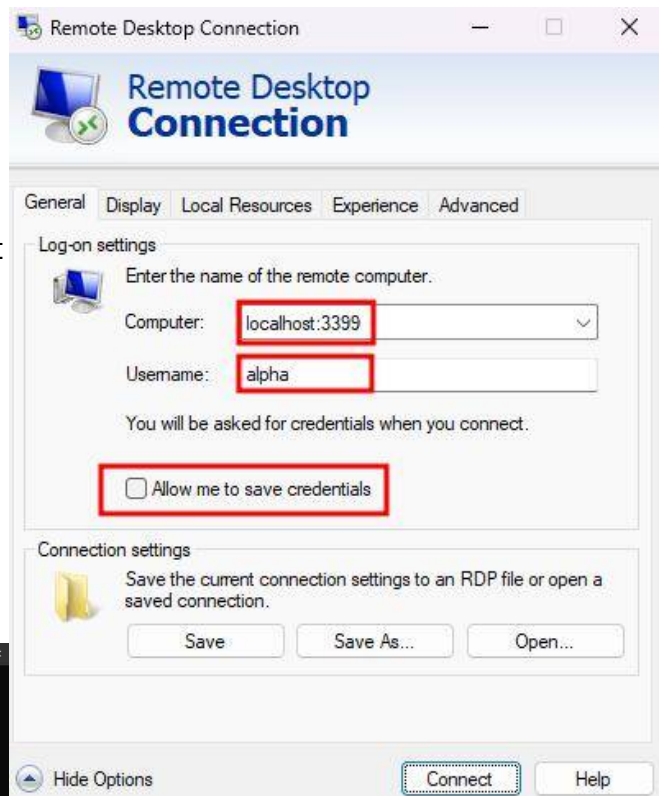 Remote Desktop Connection
Remote Desktop
Connection
General Display Local Resources Experience Advanced
Log-on settings
Enter the name of the remote computer.
Computer: localhost:3399
Username: alpha
You will be asked for credentials when you connect.
Allow me to save credentials
Connection settings
Save the current connection settings to an RDP file or open a
saved connection.
Save Save As... Open...
Hide Options Connect Help